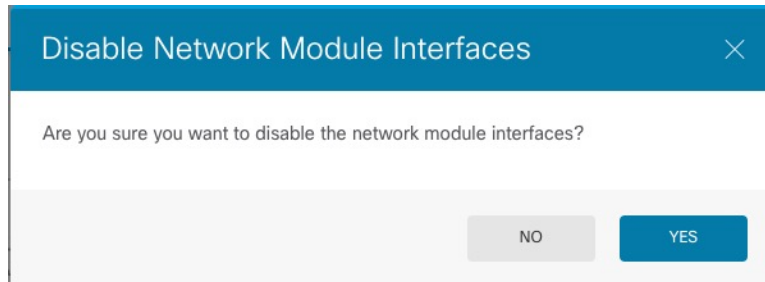 Disable Network Module Interfaces
Are you sure you want to disable the network module interfaces?
NO YES